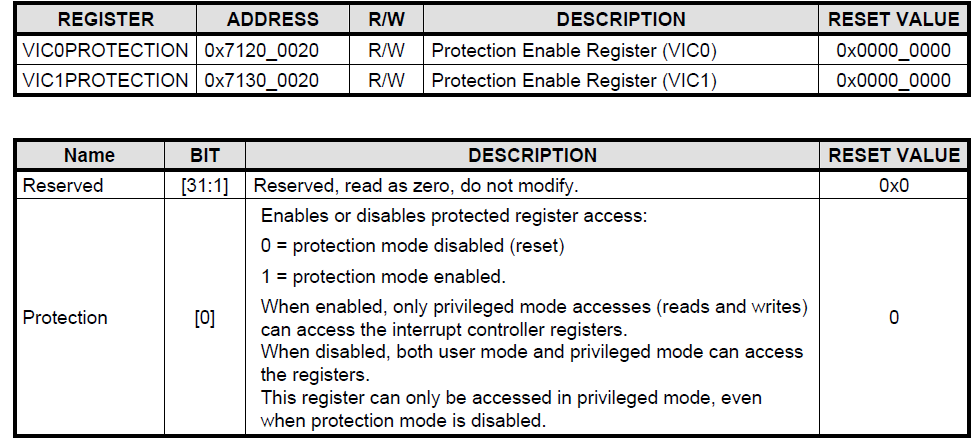 REGISTER ADDRESS R/W DESCRIPTION RESET VALUE
VIC0PROTECTION 0x7120_0020 R/W Protection Enable Register (VIC0) 0x0000_0000
VIC1PROTECTION 0x7130_0020 R/W Protection Enable Register (VIC1) 0x0000_0000
Name BIT DESCRIPTION RESET VALUE
Reserved [31:1] Reserved, read as zero, do not modify. 0x0
Enables or disables protected register access:
0 = protection mode disabled (reset)
1 = protection mode enabled.
When enabled, only privileged mode accesses (reads and writes)
Protection [0] can access the interrupt controller registers. 0
When disabled, both user mode and privileged mode can access
the registers.
This register can only be accessed in privileged mode, even
when protection mode is disabled.